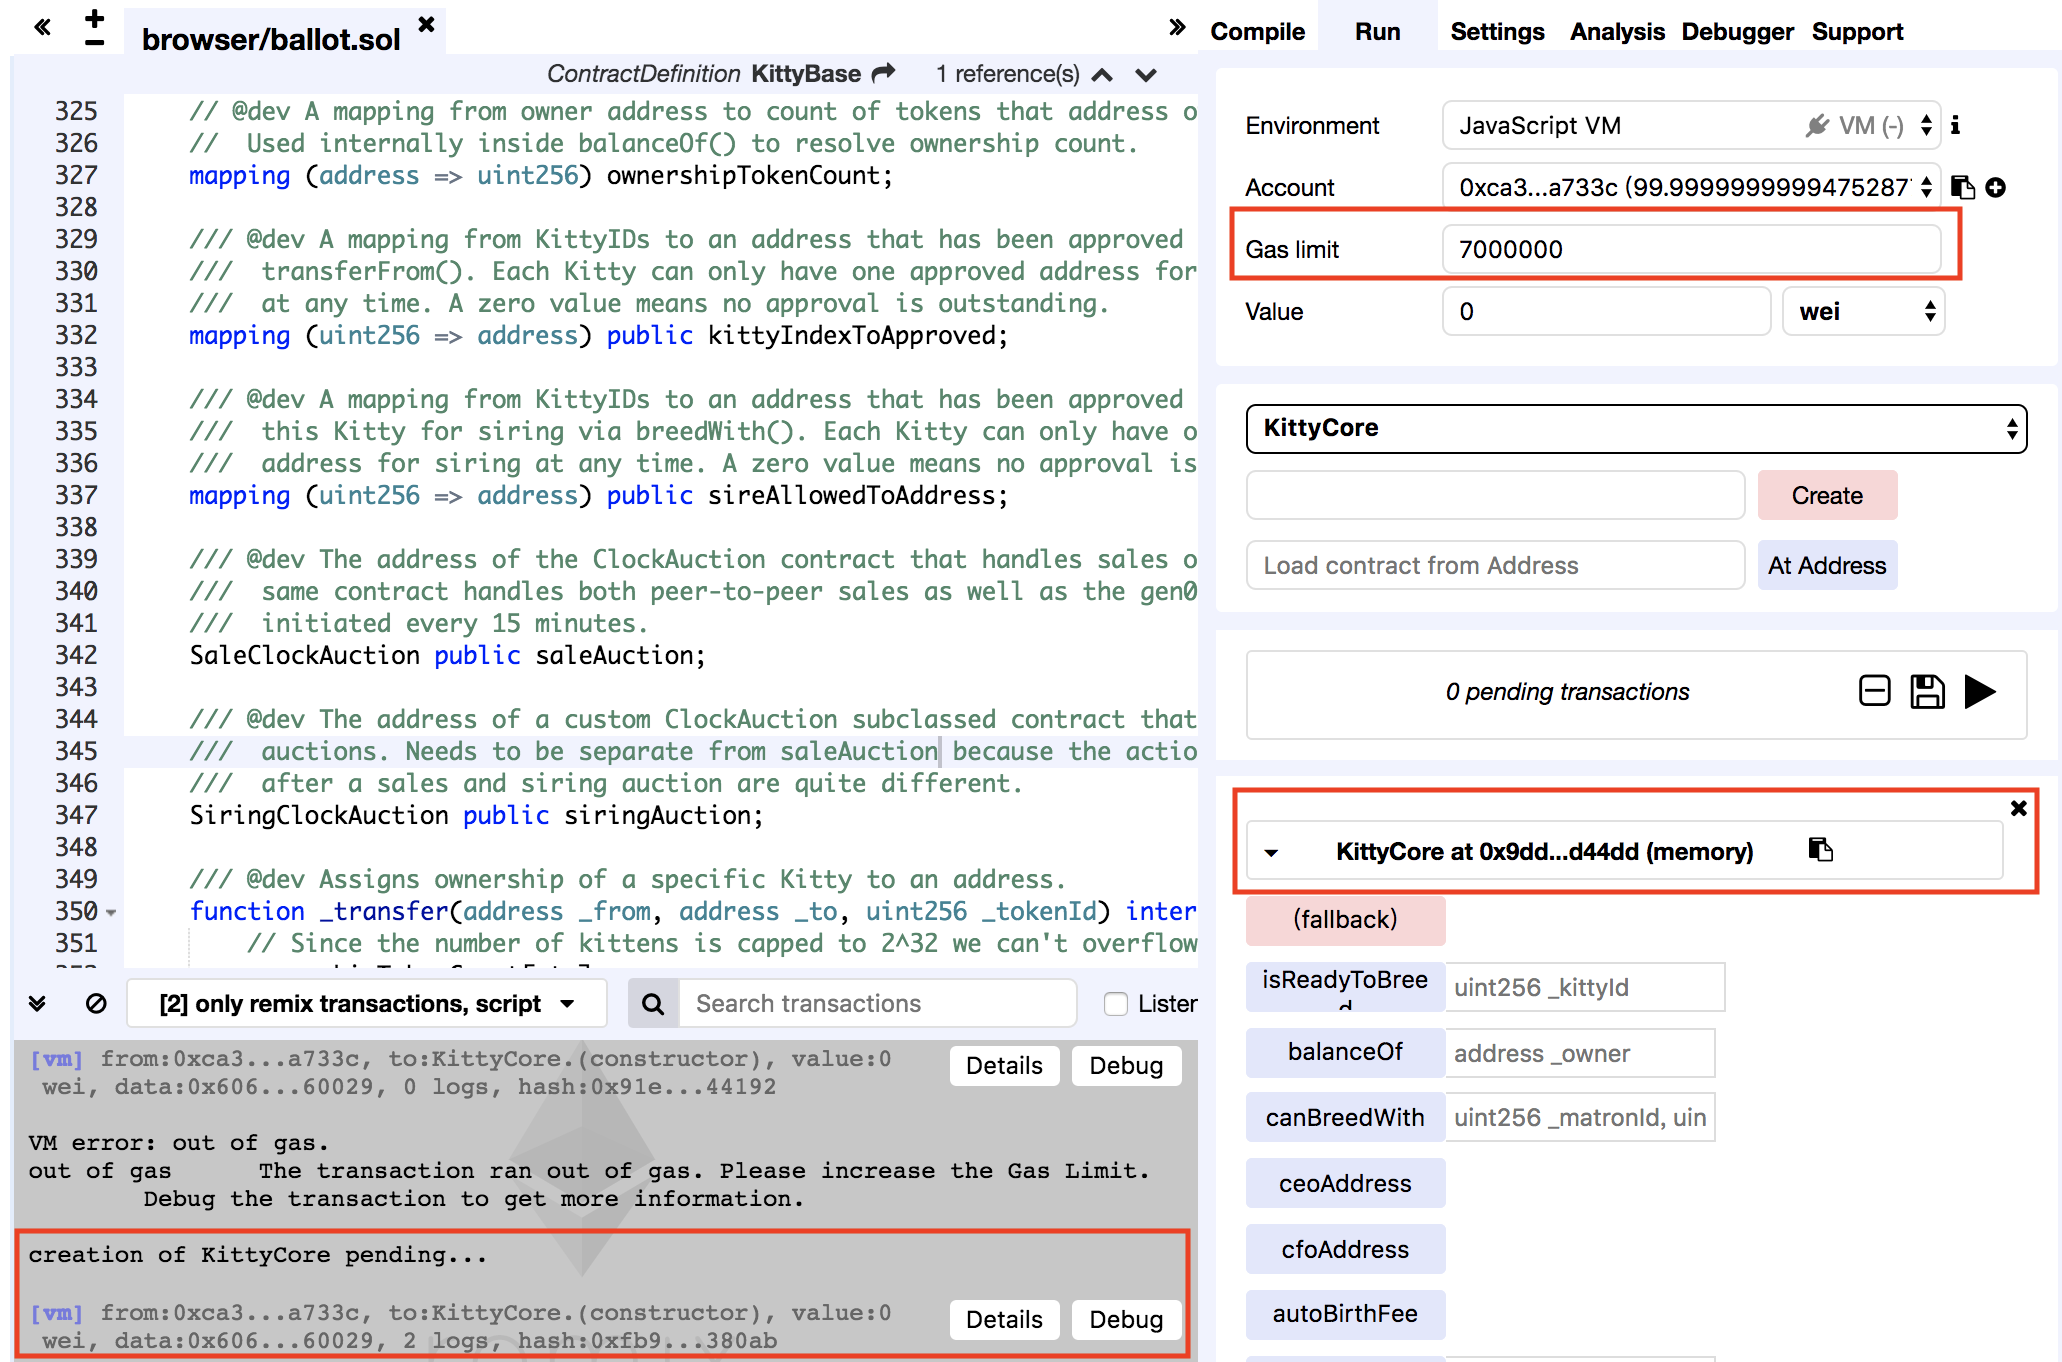 browser/ballot.sol
ContractDefinition KittyBase 1 reference(s)
325 // @dev A mapping from owner address to count of tokens that address o
326 // Used internally inside balanceOf() to resolve ownership count.
327 mapping (address => uint256) ownershipTokenCount;
328
329 /// @dev A mapping from KittyIDs to an address that has been approved
330 /// transferFrom(). Each Kitty can only have one approved address for
331 /// at any time. A zero value means no approval is outstanding.
332 mapping (uint256 => address) public kittyIndexToApproved;
333
334 /// @dev A mapping from KittyIDs to an address that has been approved
335 /// this Kitty for siring via breedWith(). Each Kitty can only have o
336 /// address for siring at any time. A zero value means no approval is
337 mapping (uint256 => address) public sireAllowedToAddress;
338
339 /// @dev The address of the ClockAuction contract that handles sales o
340 /// same contract handles both peer-to-peer sales as well as the gen0
341 /// initiated every 15 minutes.
342 SaleClockAuction public saleAuction;
343
344 /// @dev The address of a custom ClockAuction subclassed contract that
345 /// auctions. Needs to be separate from saleAuction because the actio
346 /// after a sales and siring auction are quite different.
347 SiringClockAuction public siringAuction;
348
349 /// @dev Assigns ownership of a specific Kitty to an address.
350 function _transfer(address _from, address _to, uint256 _tokenId) inter
351 // Since the number of kittens is capped to 2^32 we can't overflow
[2] only remix transactions, script
Search transactions
Lister
[vm] from:0xca3...a733c, to:KittyCore.(constructor), value:0
wei, data:0x606...60029, 0 logs, hash:0x91e...44192
Details
Debug
VM error: out of gas.
out of gas The transaction ran out of gas. Please increase the Gas Limit.
Debug the transaction to get more information.
creation of KittyCore pending...
[vm] from:0xca3...a733c, to:KittyCore.(constructor), value:0
wei, data:0x606...60029, 2 logs, hash:0xfb9...380ab
Details
Debug
Compile Run Settings Analysis Debugger Support
Environment JavaScript VM VM (-)
Account 0xca3...a733c (99.9999999999475287
Gas limit 7000000
Value 0 wei
KittyCore
Create
Load contract from Address At Address
0 pending transactions
KittyCore at 0x9dd...d44dd (memory)
(fallback)
isReadyToBree
d
uint256 _kittyId
balanceOf address _owner
canBreedWith uint256 _matronId, uin
ceoAddress
cfoAddress
autoBirthFee